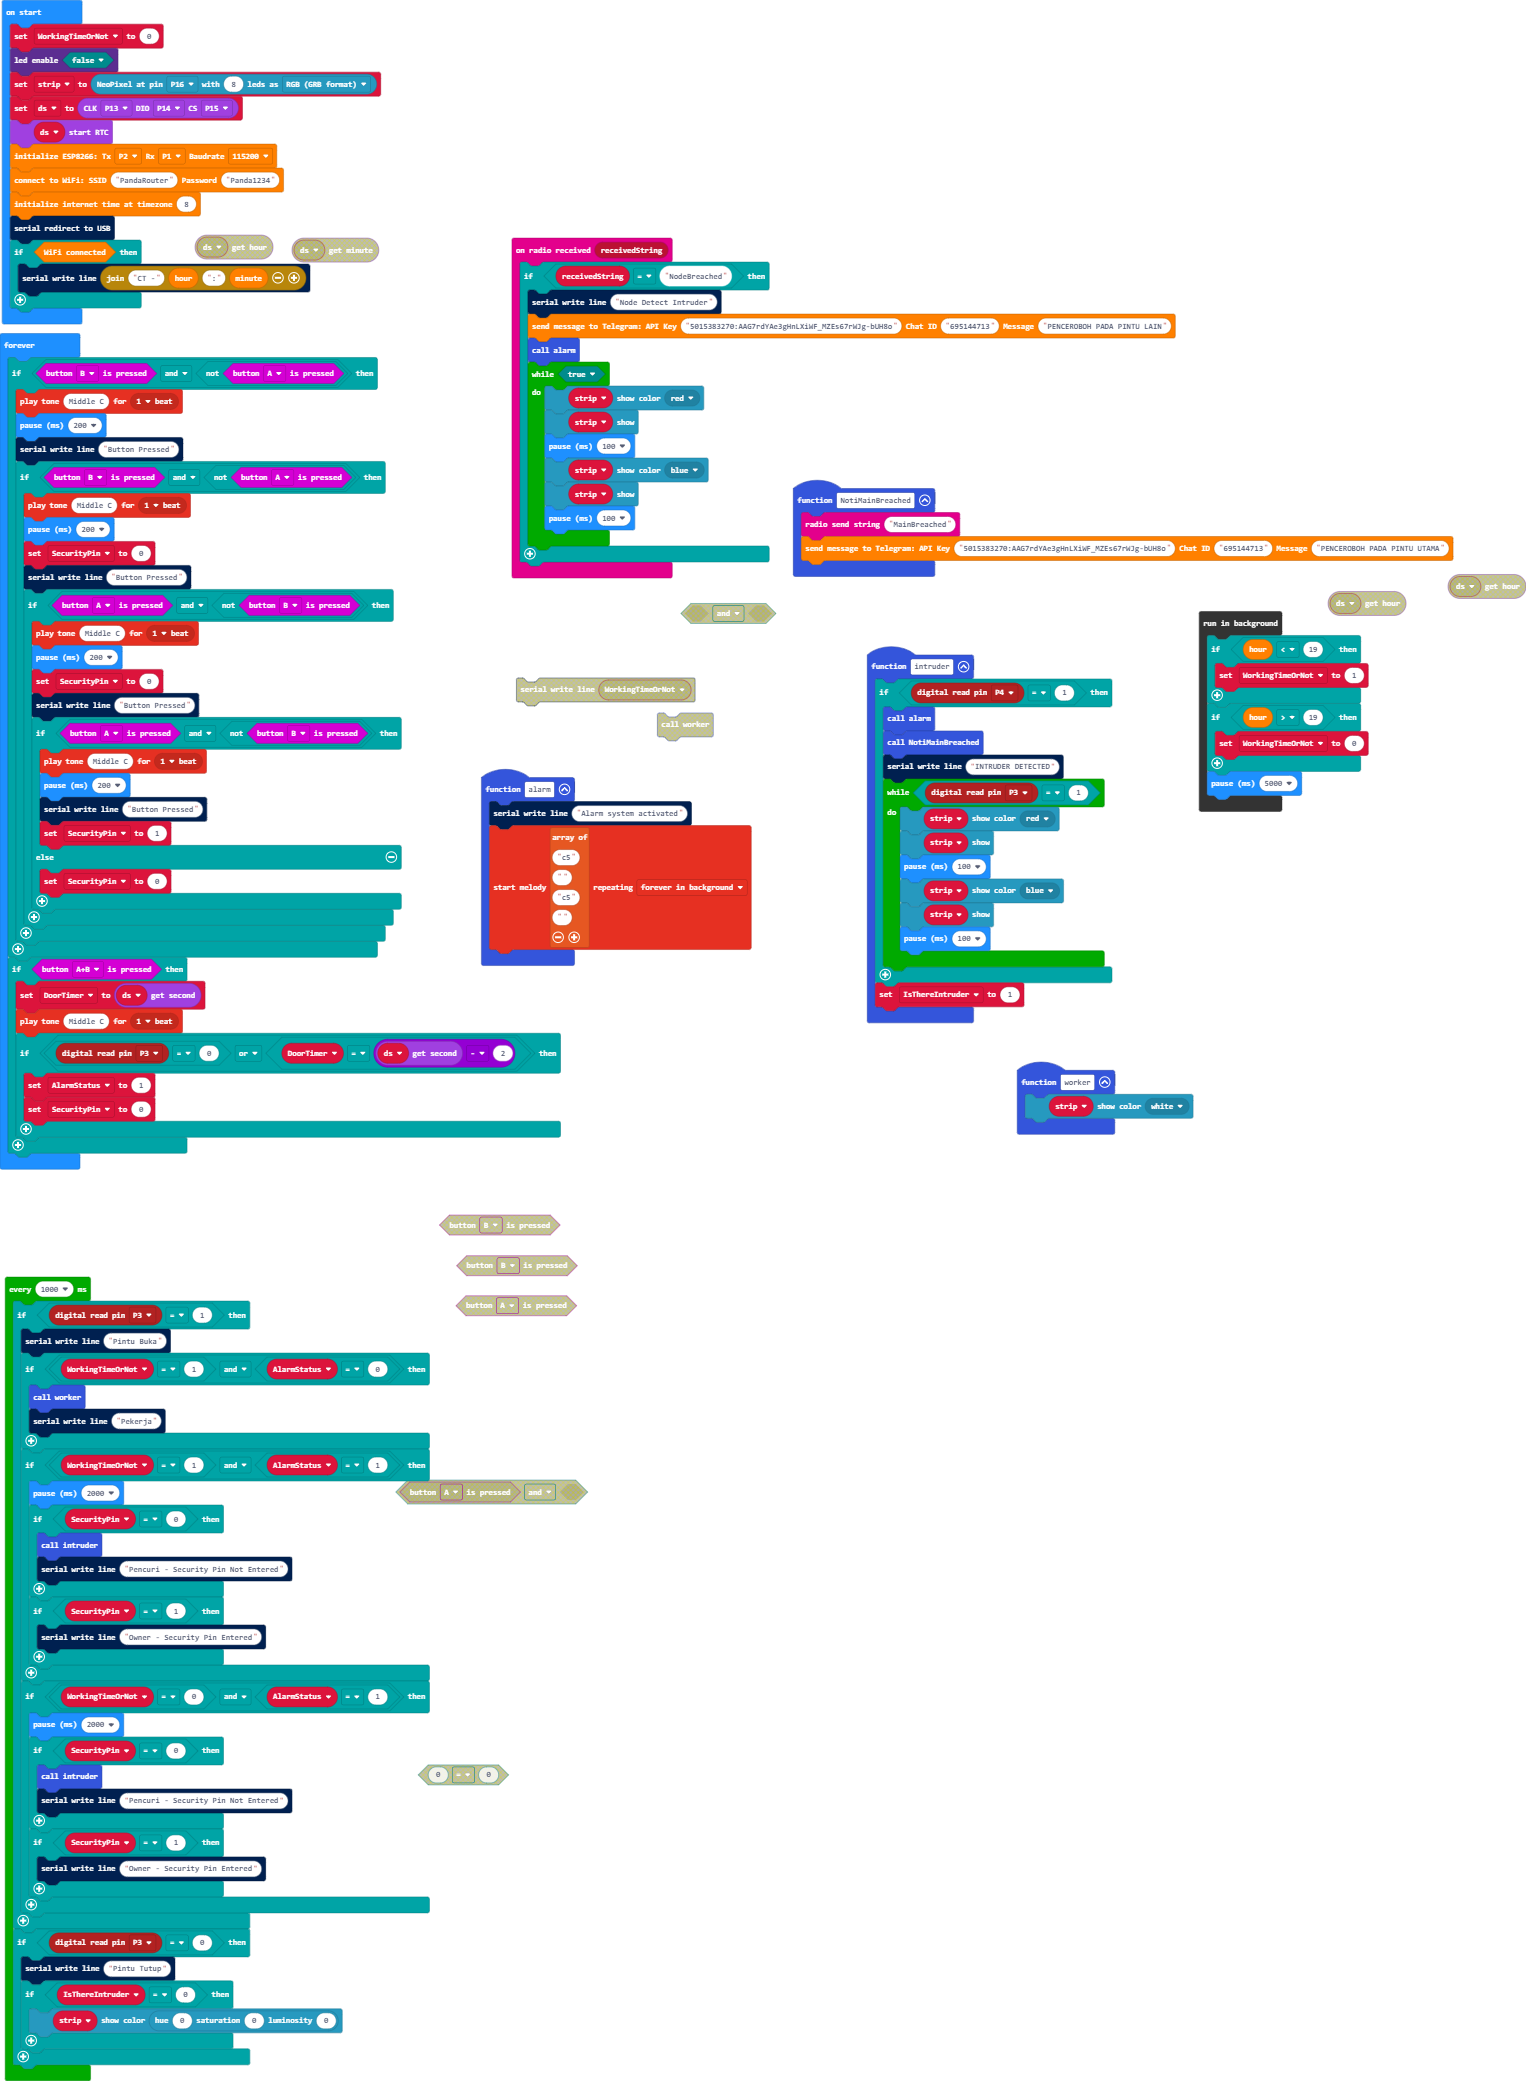 on start
set WorkingTimeOrNot to 0
led enable false
set strip to NeoPixel at pin P16 with 8 leds as RGB (GRB format)
set ds to CLK P13 DIO P14 CS P15
ds start RTC
initialize ESP8266: Tx P2 Rx P1 Baudrate 115200
connect to WiFi: SSID "PandaRouter" Password "Panda1234"
initialize internet time at timezone 8
serial redirect to USB
if WiFi connected then
serial write line join "CT -" hour ":" minute
ds get hour
ds get minute
forever
if button B is pressed and not button A is pressed then
play tone Middle C for 1 beat
pause (ms) 200
serial write line "Button Pressed"
if button B is pressed and not button A is pressed then
play tone Middle C for 1 beat
pause (ms) 200
set SecurityPin to 0
serial write line "Button Pressed"
if button A is pressed and not button B is pressed then
play tone Middle C for 1 beat
pause (ms) 200
set SecurityPin to 0
serial write line "Button Pressed"
if button A is pressed and not button B is pressed then
play tone Middle C for 1 beat
pause (ms) 200
serial write line "Button Pressed"
set SecurityPin to 1
else
set SecurityPin to 0
if button A+B is pressed then
set DoorTimer to ds get second
play tone Middle C for 1 beat
if digital read pin P3 = 0 or DoorTimer = ds get second - 2 then
set AlarmStatus to 1
set SecurityPin to 0
on radio received receivedString
if receivedString = "NodeBreached" then
serial write line "Node Detect Intruder"
send message to Telegram: API Key "5015383270:AAG7rdYAe3gHnLXiWF_MZEs67rWJg-bUH8o" Chat ID "695144713" Message "PENCEROBOH PADA PINTU LAIN"
call alarm
while true
do
strip show color red
strip show
pause (ms) 100
strip show color blue
strip show
pause (ms) 100
function NotiMainBreached
radio send string "MainBreached"
send message to Telegram: API Key "5015383270:AAG7rdYAe3gHnLXiWF_MZEs67rWJg-bUH8o" Chat ID "695144713" Message "PENCEROBOH PADA PINTU UTAMA"
and
serial write line WorkingTimeOrNot
call worker
function alarm
serial write line "Alarm system activated"
start melody array of "c5" "" "c5" "" repeating forever in background
function intruder
if digital read pin P4 = 1 then
call alarm
call NotiMainBreached
serial write line "INTRUDER DETECTED"
while digital read pin P3 = 1
do
strip show color red
strip show
pause (ms) 100
strip show color blue
strip show
pause (ms) 100
set IsThereIntruder to 1
ds get hour
ds get hour
run in background
if hour < 19 then
set WorkingTimeOrNot to 1
if hour > 19 then
set WorkingTimeOrNot to 0
pause (ms) 5000
function worker
strip show color white
button B is pressed
button B is pressed
button A is pressed
every 1000 ms
if digital read pin P3 = 1 then
serial write line "Pintu Buka"
if WorkingTimeOrNot = 1 and AlarmStatus = 0 then
call worker
serial write line "Pekerja"
if WorkingTimeOrNot = 1 and AlarmStatus = 1 then
pause (ms) 2000
if SecurityPin = 0 then
call intruder
serial write line "Pencuri - Security Pin Not Entered"
if SecurityPin = 1 then
serial write line "Owner - Security Pin Entered"
if WorkingTimeOrNot = 0 and AlarmStatus = 1 then
pause (ms) 2000
if SecurityPin = 0 then
call intruder
serial write line "Pencuri - Security Pin Not Entered"
if SecurityPin = 1 then
serial write line "Owner - Security Pin Entered"
if digital read pin P3 = 0 then
serial write line "Pintu Tutup"
if IsThereIntruder = 0 then
strip show color hue 0 saturation 0 luminosity 0
button A is pressed and
0 = 0